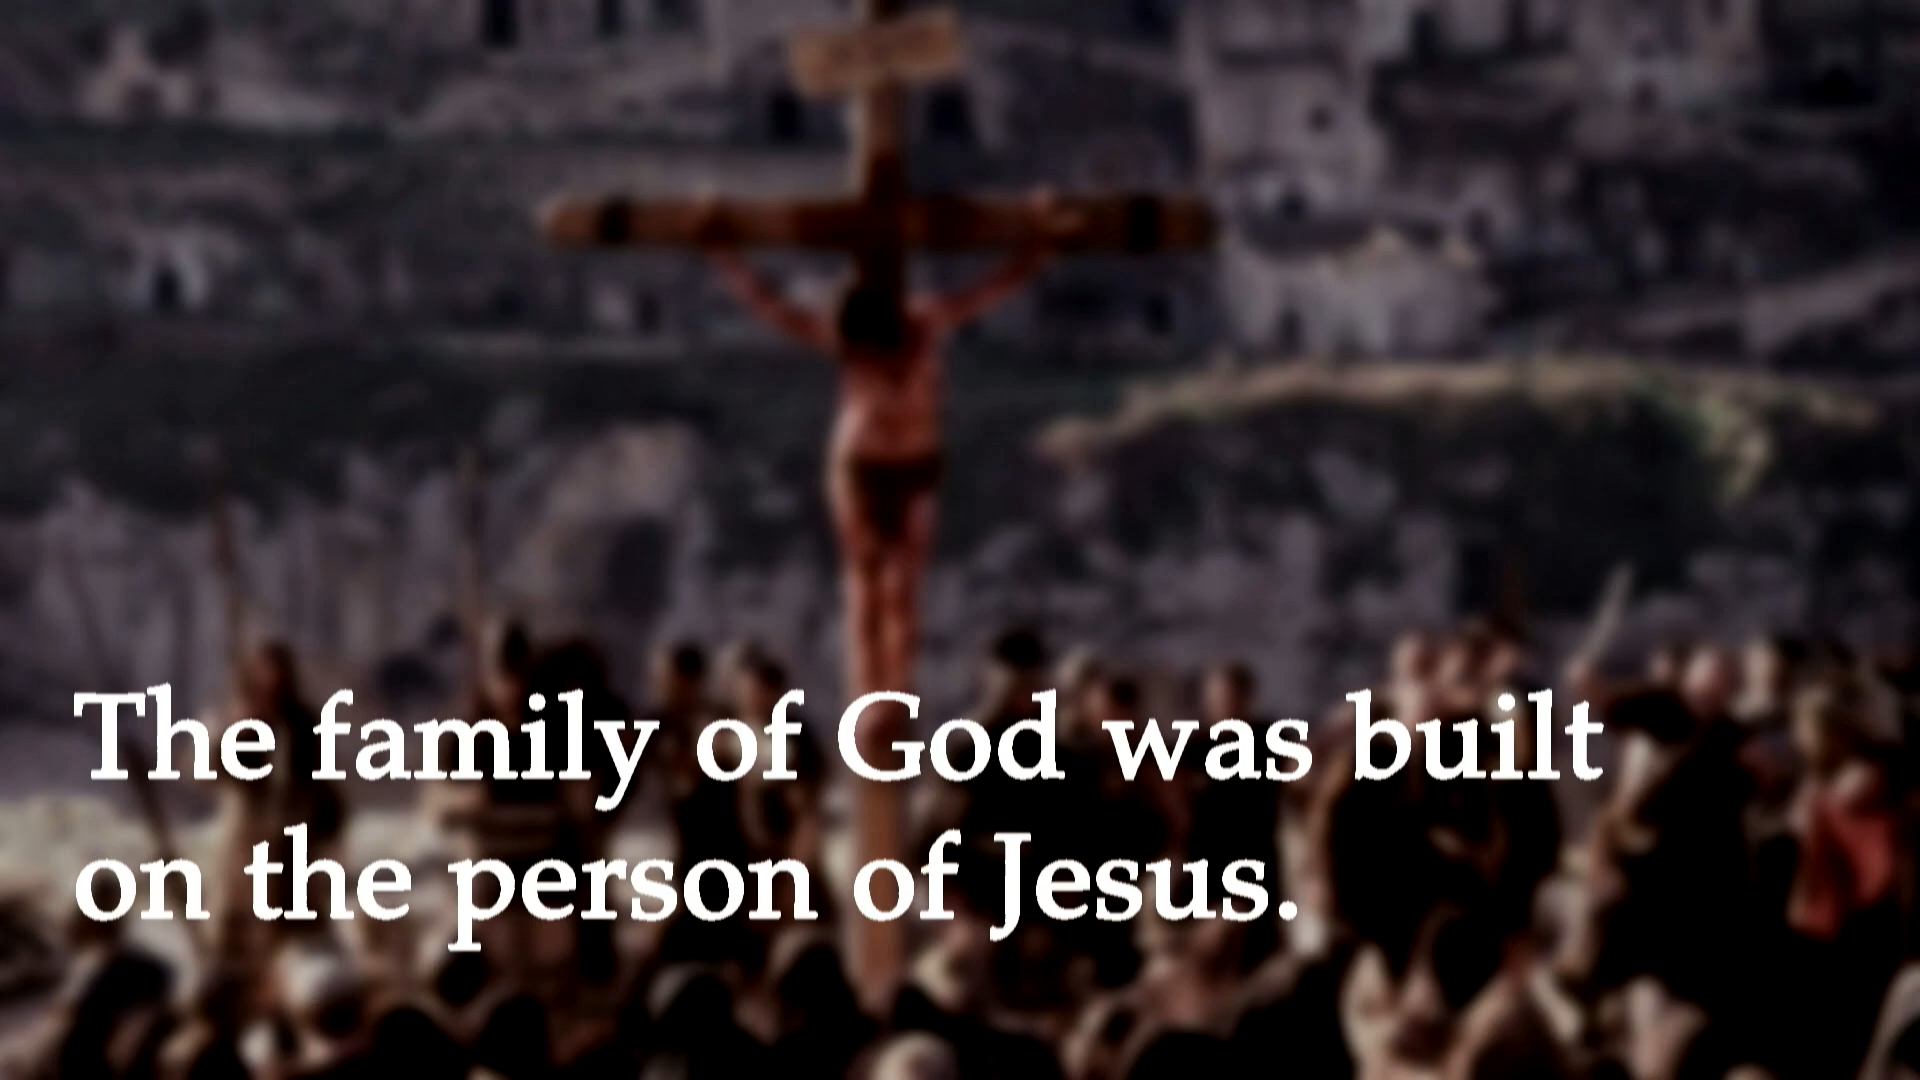 The family of God was built
on the person of Jesus.